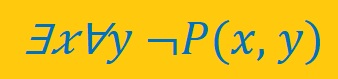 ∃x∀y ¬P(x, y)